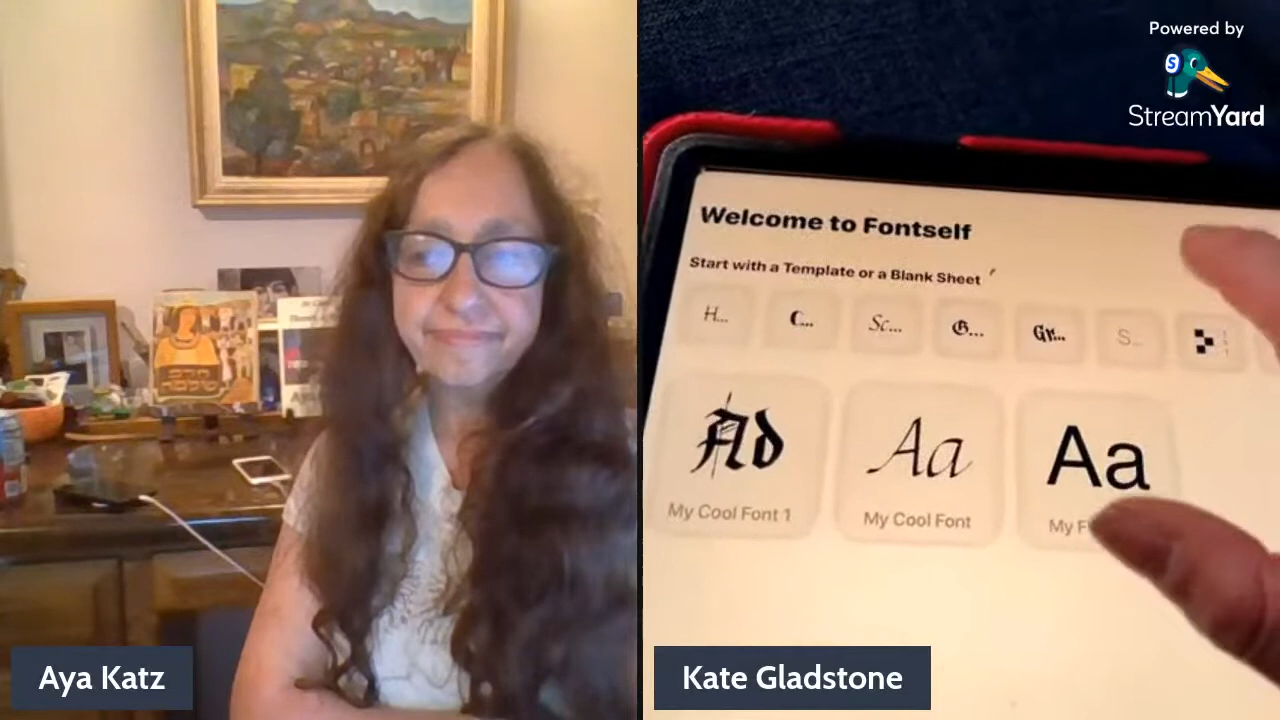 Powered by
StreamYard
Welcome to Fontself
Start with a Template or a Blank Sheet
H...
C...
Sc...
G...
Gr...
S...
Ad
Aa
Aa
My Cool Font 1
My Cool Font
My F
Aya Katz
Kate Gladstone